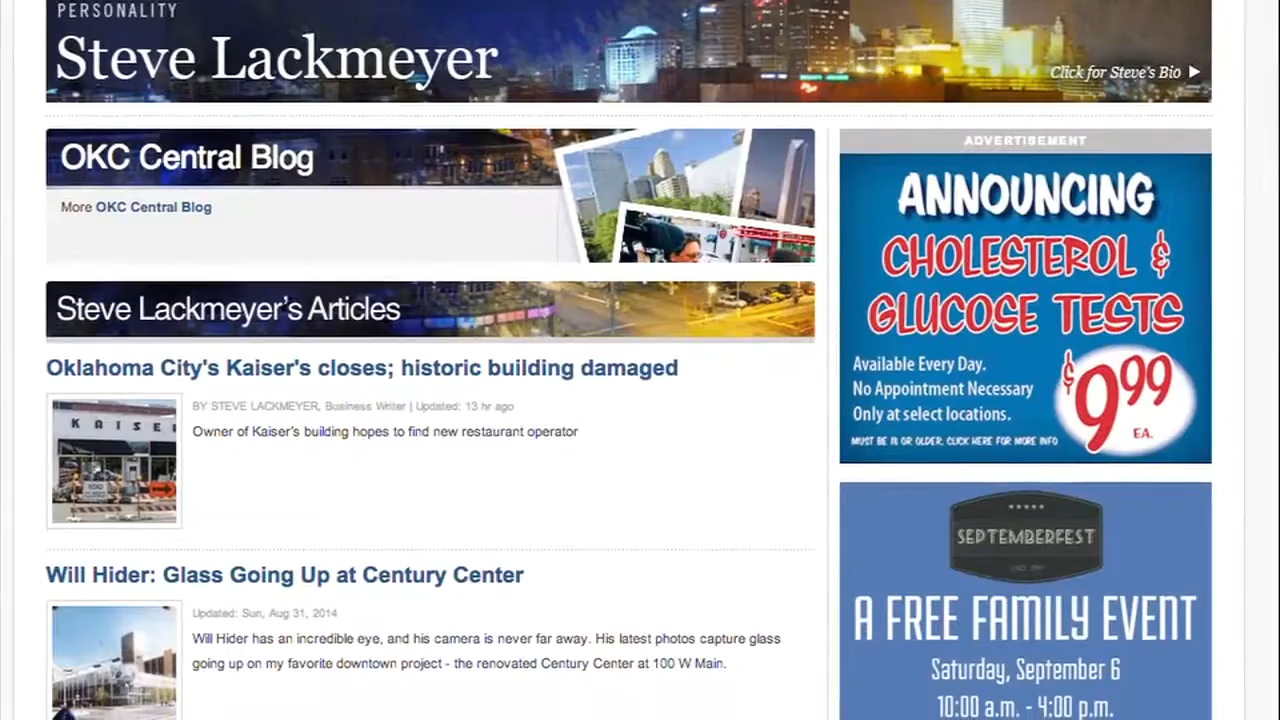 PERSONALITY
Steve Lackmeyer
Click for Steve's Bio
OKC Central Blog
More OKC Central Blog
Steve Lackmeyer's Articles
Oklahoma City's Kaiser's closes; historic building damaged
KAISE
BY STEVE LACKMEYER, Business Writer | Updated: 13 hr ago
Owner of Kaiser's building hopes to find new restaurant operator
Will Hider: Glass Going Up at Century Center
Updated: Sun, Aug 31, 2014
Will Hider has an incredible eye, and his camera is never far away. His latest photos capture glass
going up on my favorite downtown project - the renovated Century Center at 100 W Main.
ADVERTISEMENT
ANNOUNCING
CHOLESTEROL &
GLUCOSE TESTS
Available Every Day.
No Appointment Necessary
Only at select locations.
$9.99
EA.
MUST BE 18 OR OLDER. CLICK HERE FOR MORE INFO
SEPTEMBERFEST
A FREE FAMILY EVENT
Saturday, September 6
10:00 a.m. - 4:00 p.m.